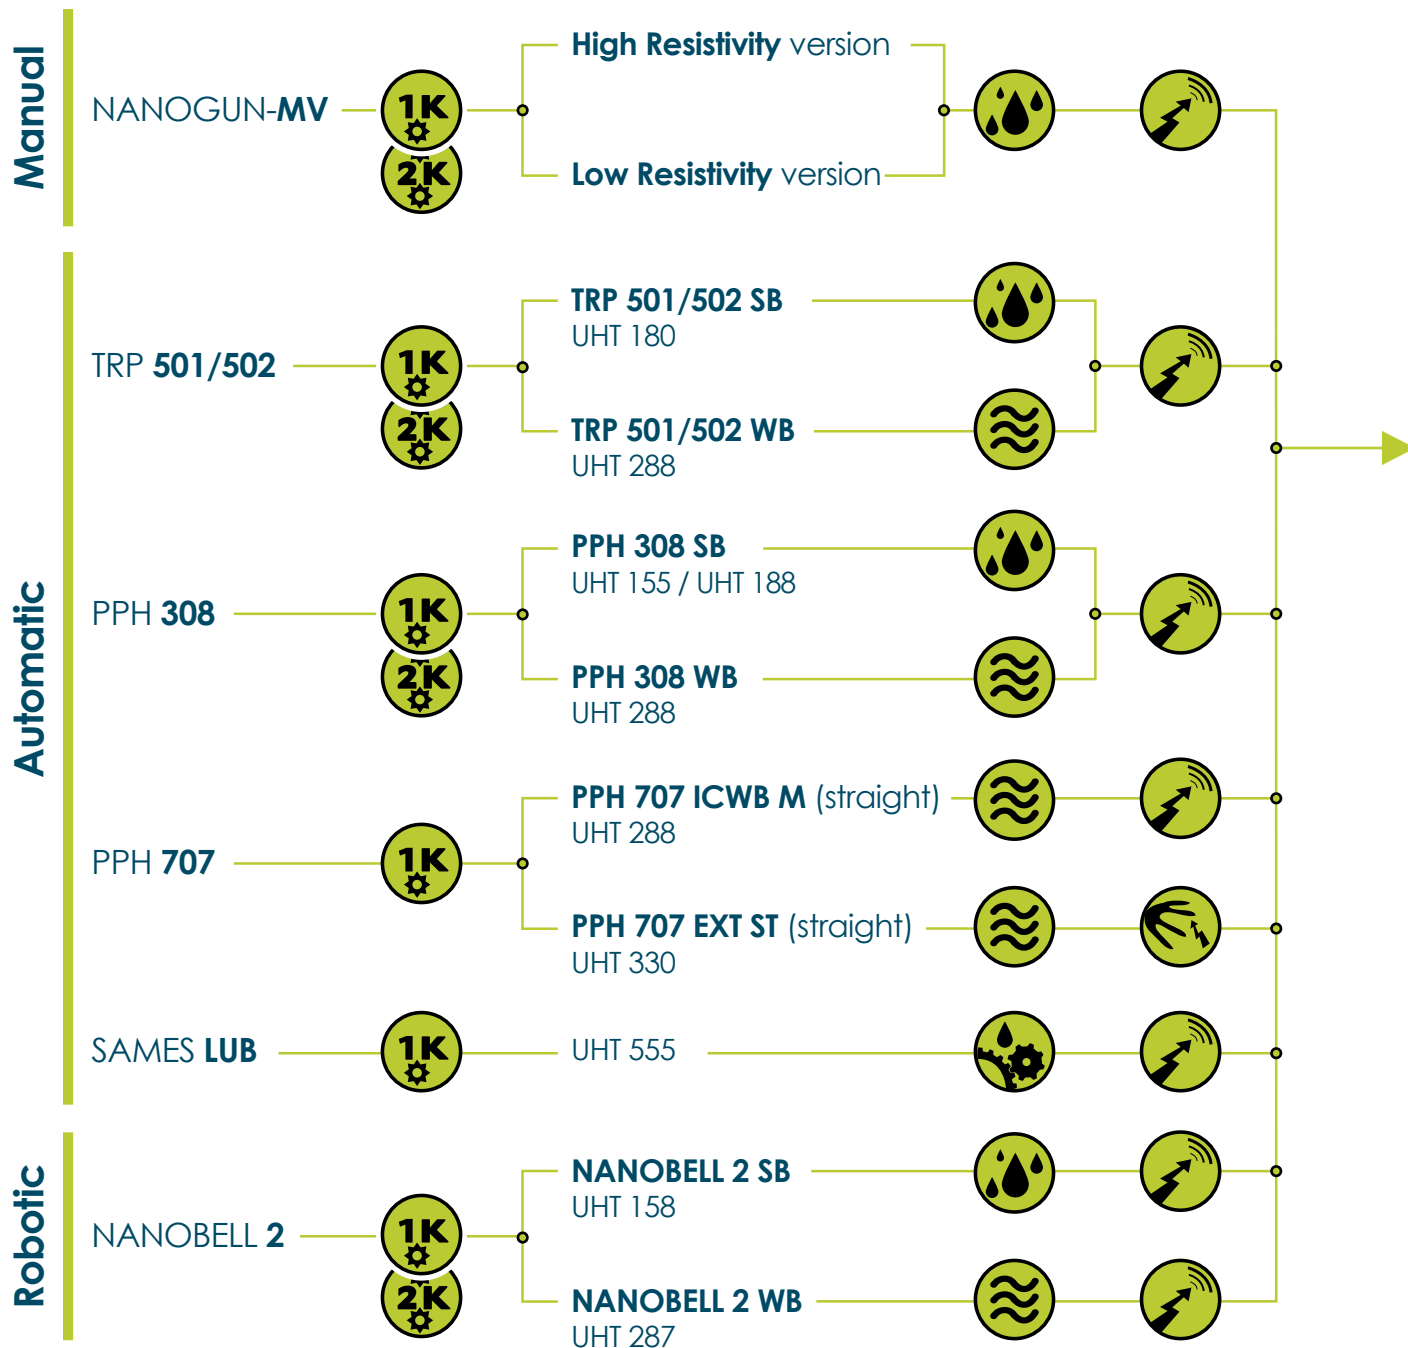 Manual
NANOGUN-MV
1K
2K
High Resistivity version
Low Resistivity version
Automatic
TRP 501/502
1K
2K
TRP 501/502 SB
UHT 180
TRP 501/502 WB
UHT 288
PPH 308
1K
2K
PPH 308 SB
UHT 155 / UHT 188
PPH 308 WB
UHT 288
PPH 707
1K
PPH 707 ICWB M (straight)
UHT 288
PPH 707 EXT ST (straight)
UHT 330
SAMES LUB
1K
UHT 555
Robotic
NANOBELL 2
1K
2K
NANOBELL 2 SB
UHT 158
NANOBELL 2 WB
UHT 287